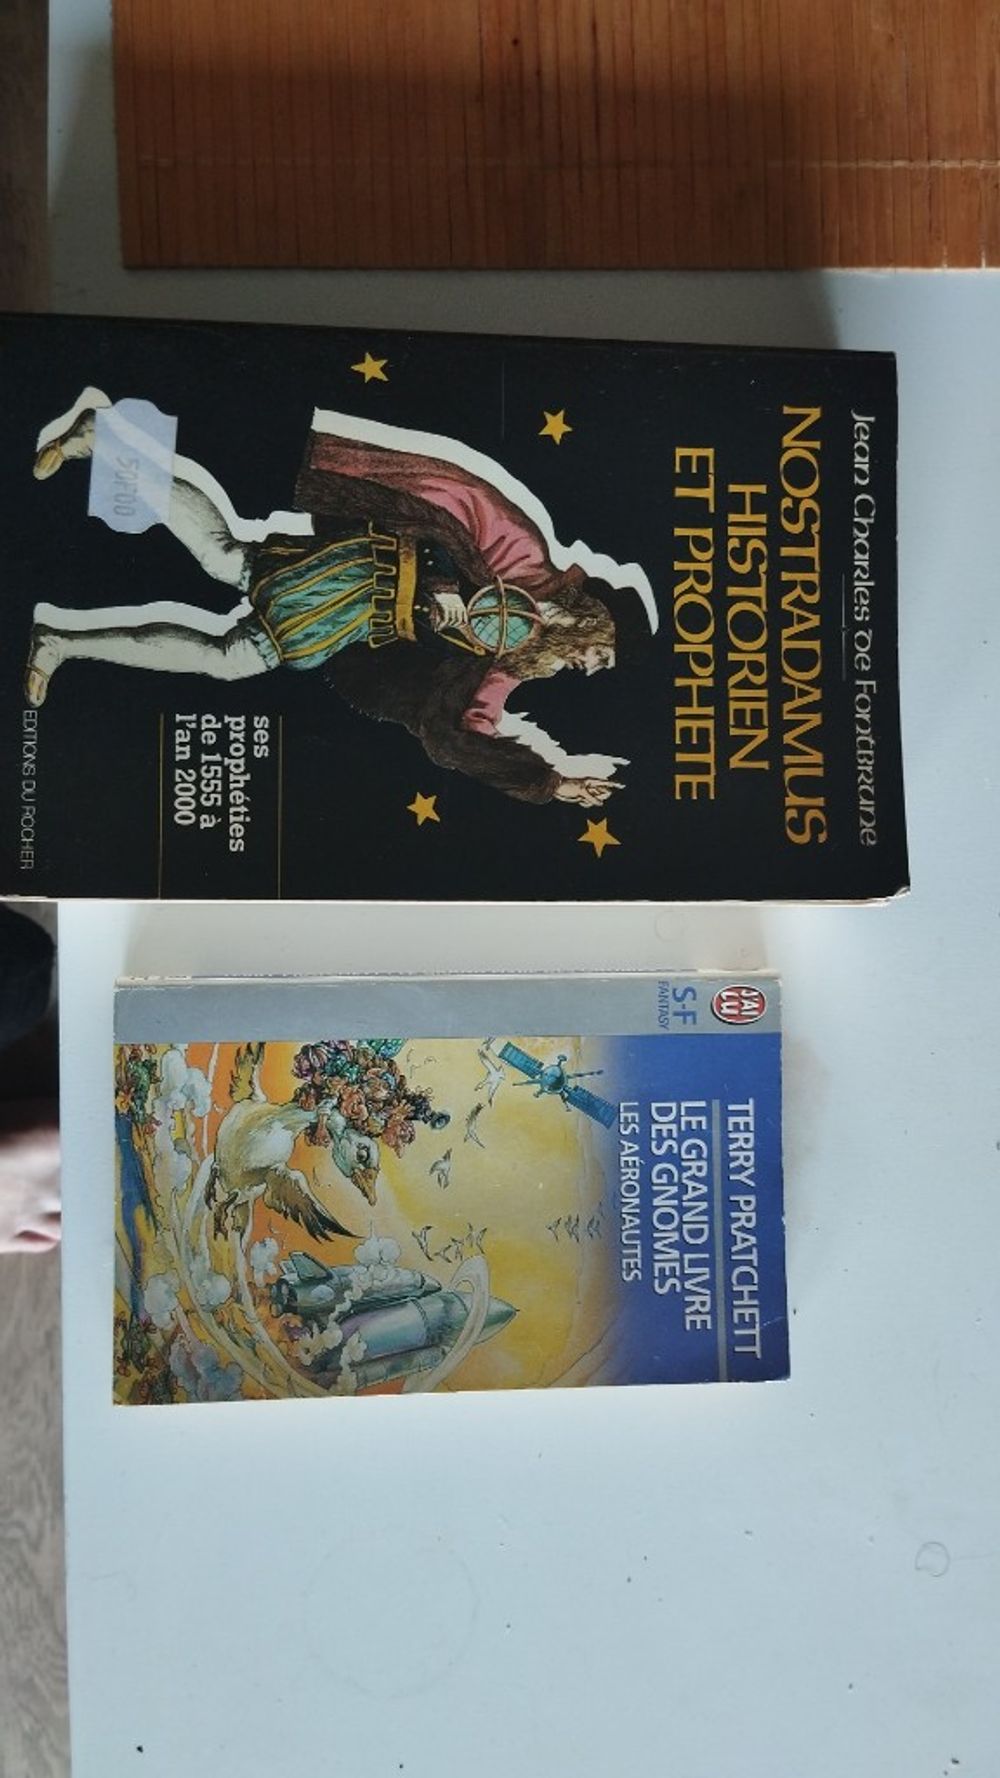 Jean Charles de Fontbrune
NOSTRADAMUS
HISTORIEN
ET PROPHETE
ses
prophéties
de 1555 à
l'an 2000
EDITIONS DU ROCHER
50F00
J'AI
LU
S-F
FANTASY
TERRY PRATCHETT
LE GRAND LIVRE
DES GNOMES
LES AÉRONAUTES